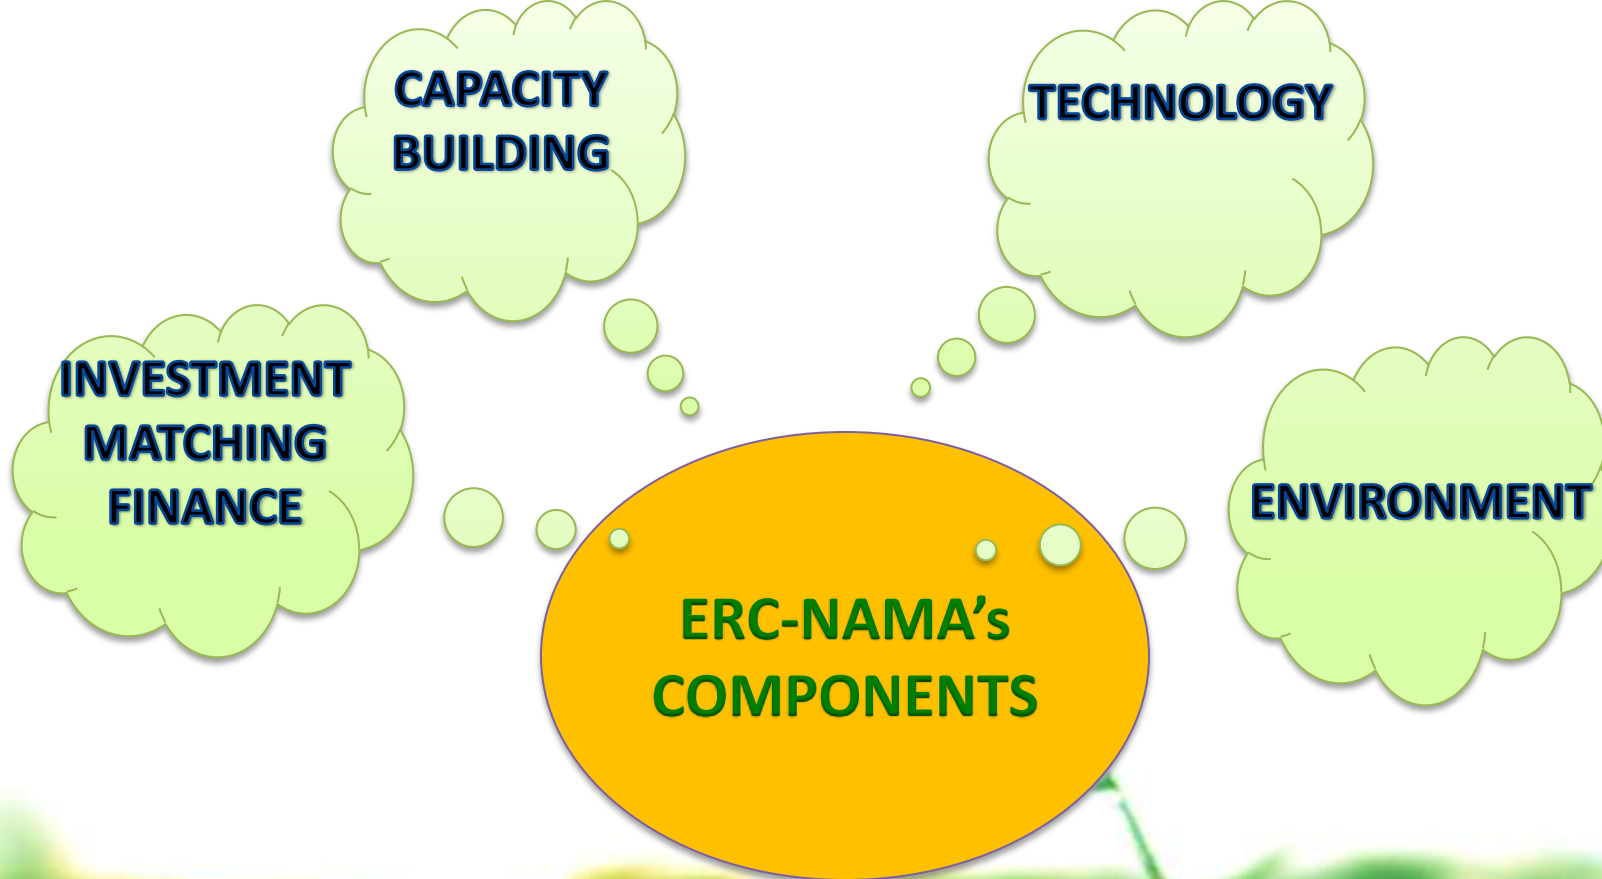 CAPACITY
BUILDING
TECHNOLOGY
INVESTMENT
MATCHING
FINANCE
ENVIRONMENT
ERC-NAMA’s
COMPONENTS